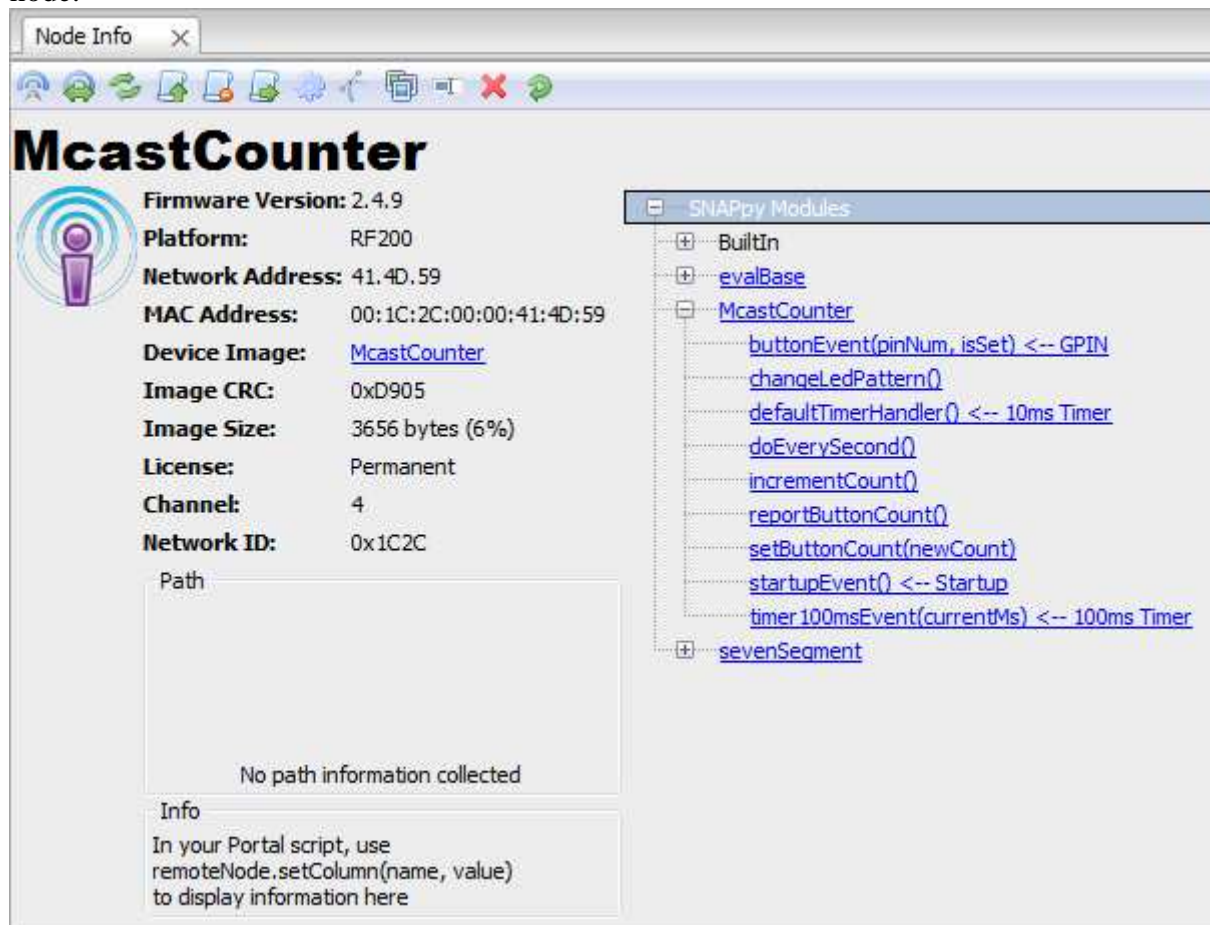 node.
Node Info
McastCounter
Firmware Version: 2.4.9
Platform: RF200
Network Address: 41.4D.59
MAC Address: 00:1C:2C:00:00:41:4D:59
Device Image: McastCounter
Image CRC: 0xD905
Image Size: 3656 bytes (6%)
License: Permanent
Channel: 4
Network ID: 0x1C2C
Path
No path information collected
Info
In your Portal script, use
remoteNode.setColumn(name, value)
to display information here
SNAPpy Modules
BuiltIn
evalBase
McastCounter
buttonEvent(pinNum, isSet) <-- GPIN
changeLedPattern()
defaultTimerHandler() <-- 10ms Timer
doEverySecond()
incrementCount()
reportButtonCount()
setButtonCount(newCount)
startupEvent() <-- Startup
timer100msEvent(currentMs) <-- 100ms Timer
sevenSegment